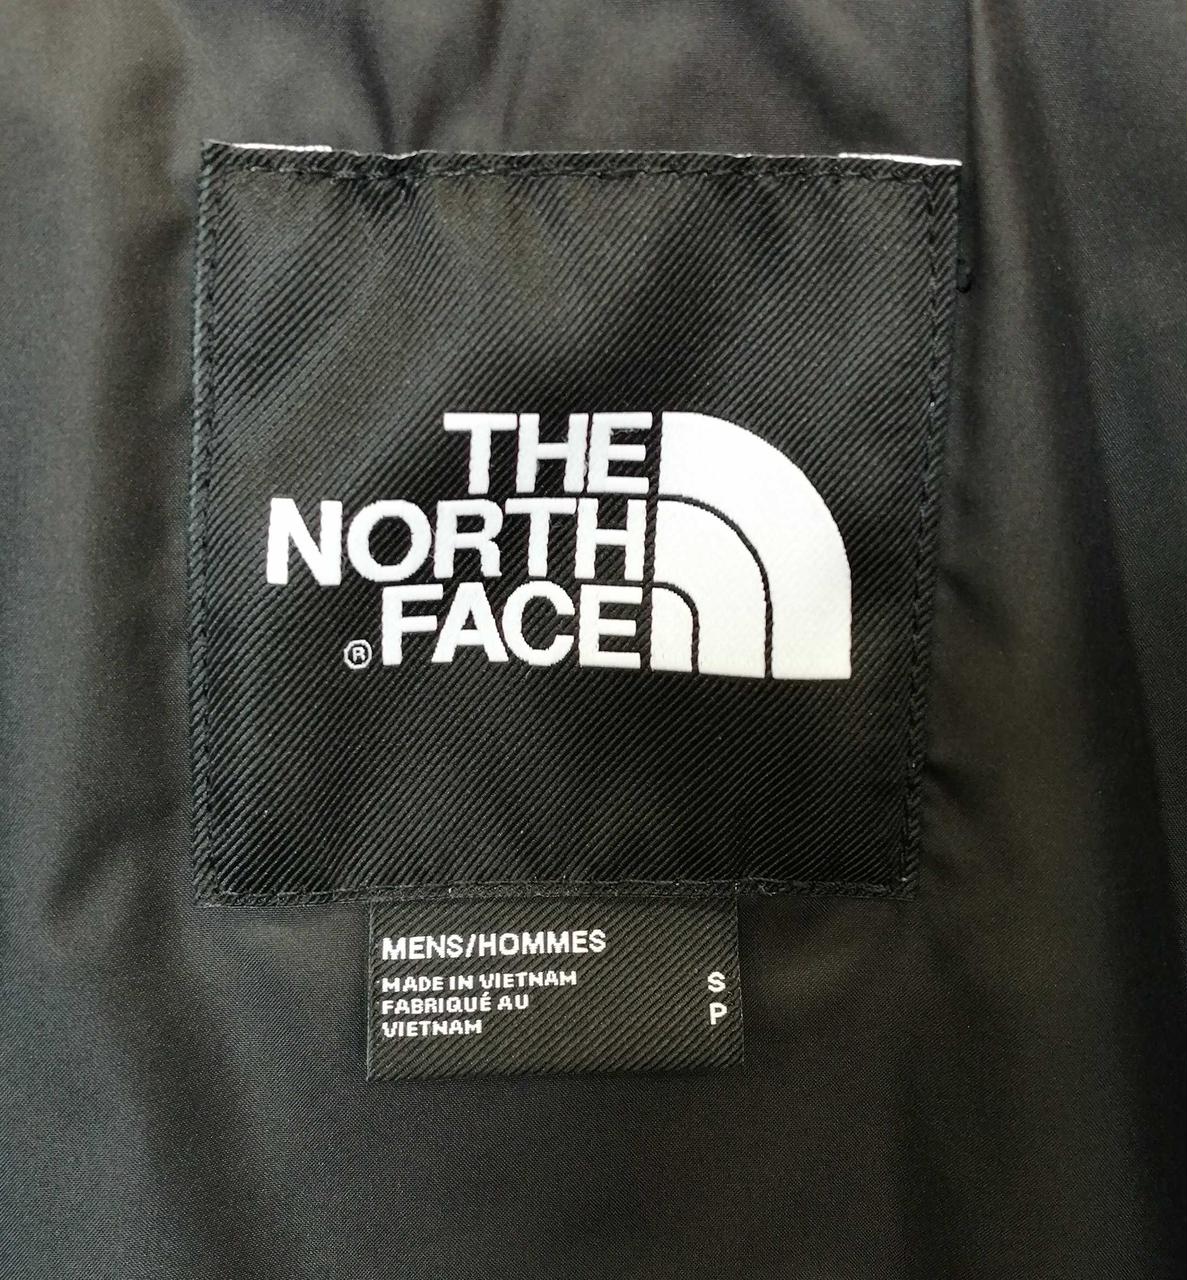 THE
NORTH
® FACE
MENS/HOMMES
MADE IN VIETNAM S
FABRIQUÉ AU P
VIETNAM